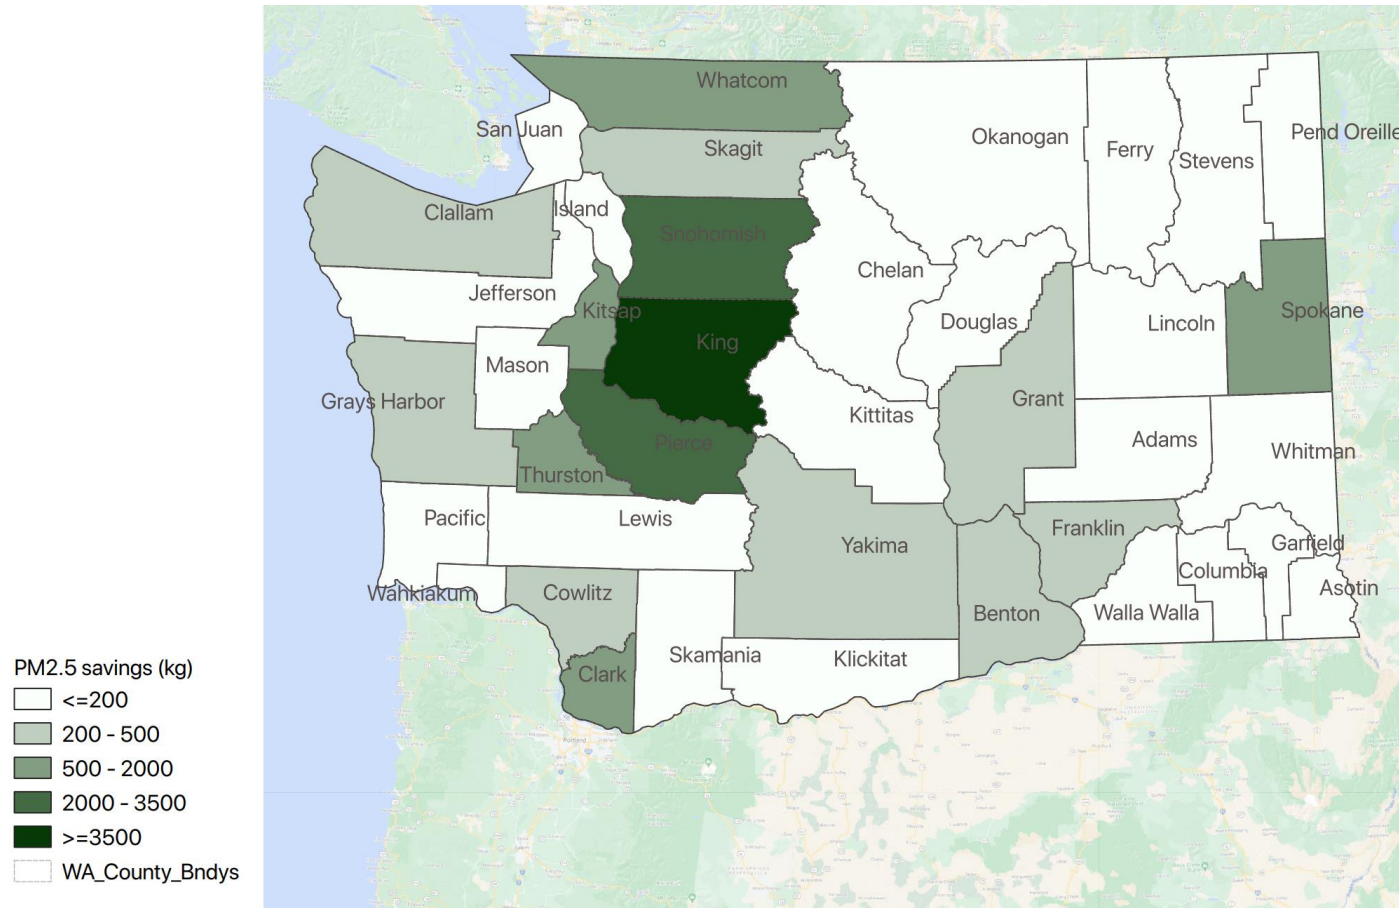 Whatcom
San Juan
Skagit
Okanogan
Ferry
Stevens
Pend Oreille
Clallam
Island
Snohomish
Chelan
Jefferson
Kitsap
King
Douglas
Lincoln
Spokane
Mason
Grays Harbor
Pierce
Kittitas
Grant
Adams
Whitman
Thurston
Pacific
Lewis
Yakima
Franklin
Garfield
Columbia
Asotin
Wahkiakum
Cowlitz
Benton
Walla Walla
Skamania
Klickitat
Clark
Portland
PM2.5 savings (kg)
<=200
200 - 500
500 - 2000
2000 - 3500
>=3500
WA_County_Bndys